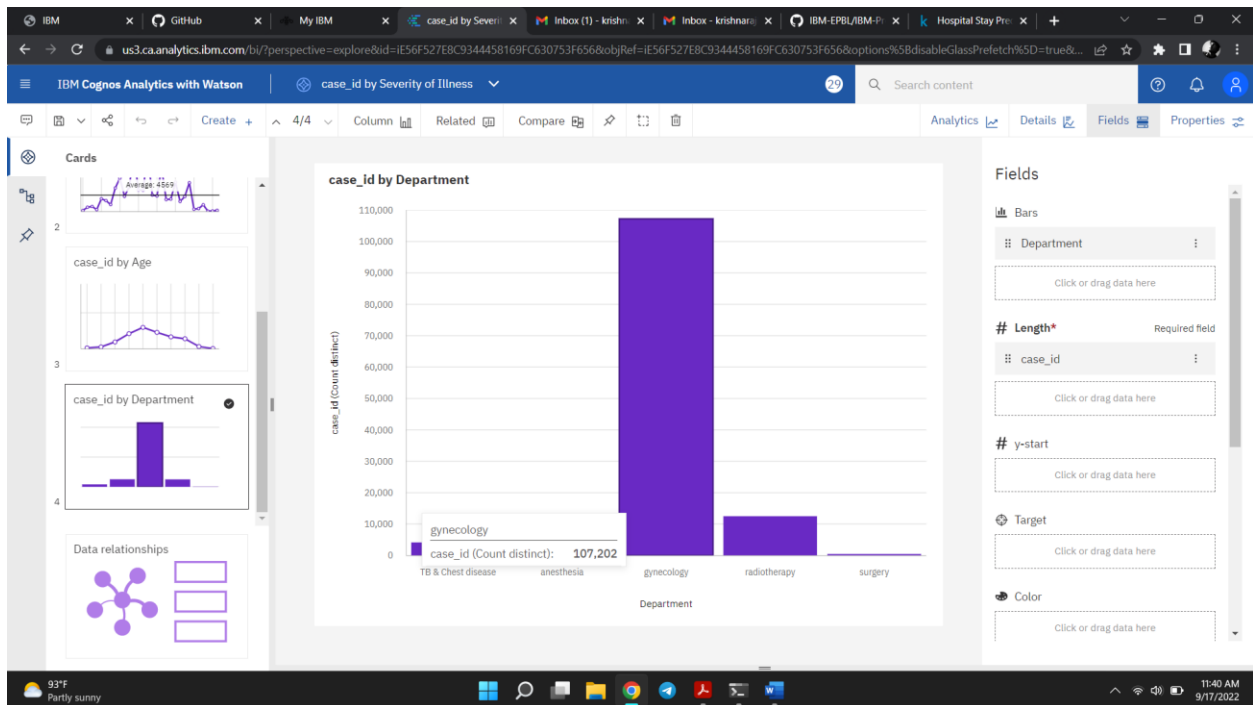 IBM
GitHub
My IBM
case_id by Severit
Inbox (1) - krishn
Inbox - krishnaraj
IBM-EPBL/IBM-Pr
Hospital Stay Prec
us3.ca.analytics.ibm.com/bi/?perspective=explore&id=iE56F527E8C9344458169FC630753F656&objRef=iE56F527E8C9344458169FC630753F656&options%5BdisableGlassPrefetch%5D=true&...
IBM Cognos Analytics with Watson
case_id by Severity of Illness
29
Search content
Create +
4/4
Column
Related
Compare
Analytics
Details
Fields
Properties
Cards
Average: 4569
2
case_id by Age
3
case_id by Department
4
Data relationships
case_id by Department
110,000
100,000
90,000
80,000
70,000
60,000
50,000
40,000
30,000
20,000
10,000
0
case_id (Count distinct)
gynecology
case_id (Count distinct): 107,202
TB & Chest disease
anesthesia
gynecology
radiotherapy
surgery
Department
Fields
Bars
Department
Click or drag data here
# Length*
Required field
case_id
Click or drag data here
# y-start
Click or drag data here
Target
Click or drag data here
Color
Click or drag data here
93°F
Partly sunny
11:40 AM
9/17/2022